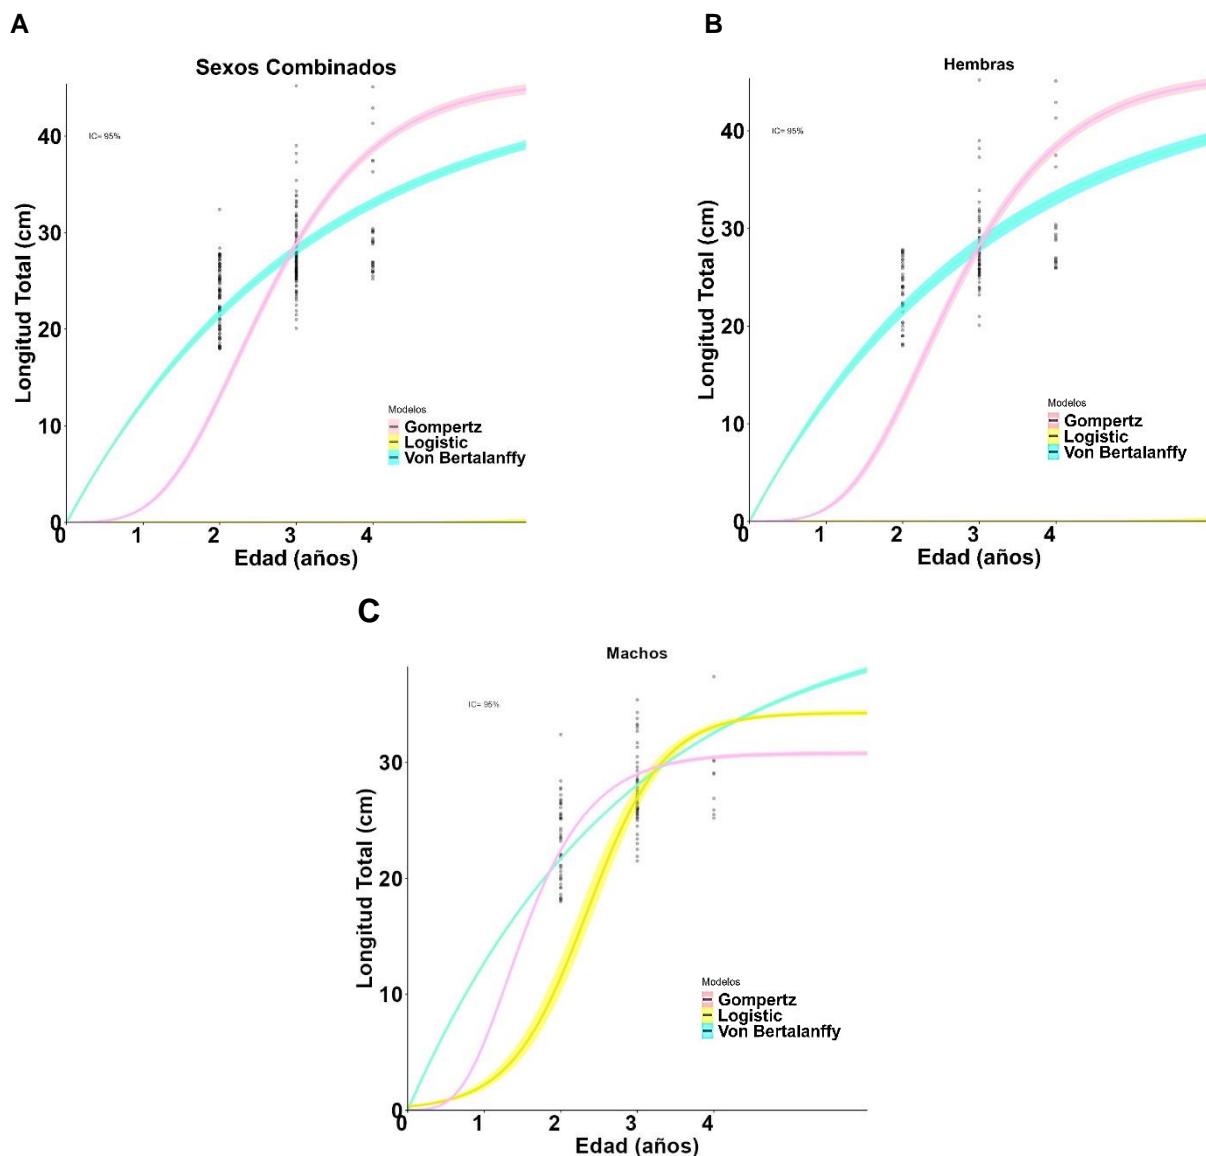 A
Sexos Combinados
IC= 95%
Longitud Total (cm)
40
30
20
10
0
0 1 2 3 4
Edad (años)
Modelos
Gompertz
Logistic
Von Bertalanffy
B
Hembras
IC= 95%
Longitud Total (cm)
40
30
20
10
0
0 1 2 3 4
Edad (años)
Modelos
Gompertz
Logistic
Von Bertalanffy
C
Machos
IC= 95%
Longitud Total (cm)
30
20
10
0
0 1 2 3 4
Edad (años)
Modelos
Gompertz
Logistic
Von Bertalanffy